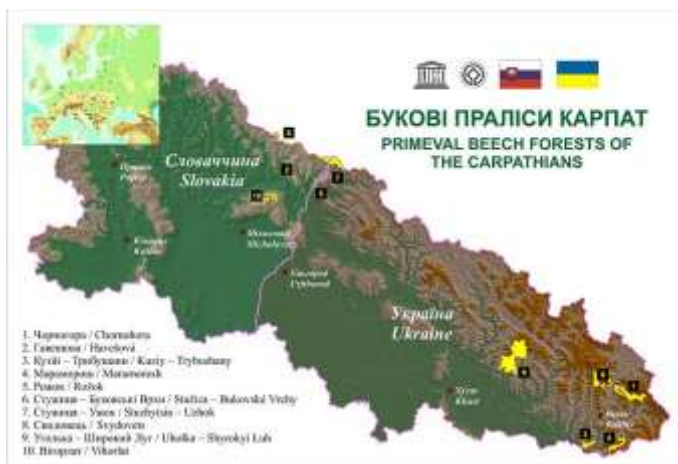 БУКОВІ ПРАЛІСИ КАРПАТ
PRIMEVAL BEECH FORESTS OF
THE CARPATHIANS
Словаччина
Slovakia
Україна
Ukraine
1. Чорногора / Chornohora
2. Гавешова / Havešová
3. Кузій – Трибушани / Kuziy – Trybushany
4. Мараморош / Maramorosh
5. Рожок / Rožok
6. Стужиця – Буковські Врхи / Stužica – Bukovské Vrchy
7. Стужиця – Ужок / Stuzhytsia – Uzhok
8. Свидовець / Svydovets
9. Уголька – Широкий Луг / Uholka – Shyrokyi Luh
10. Вігорлат / Vihorlat